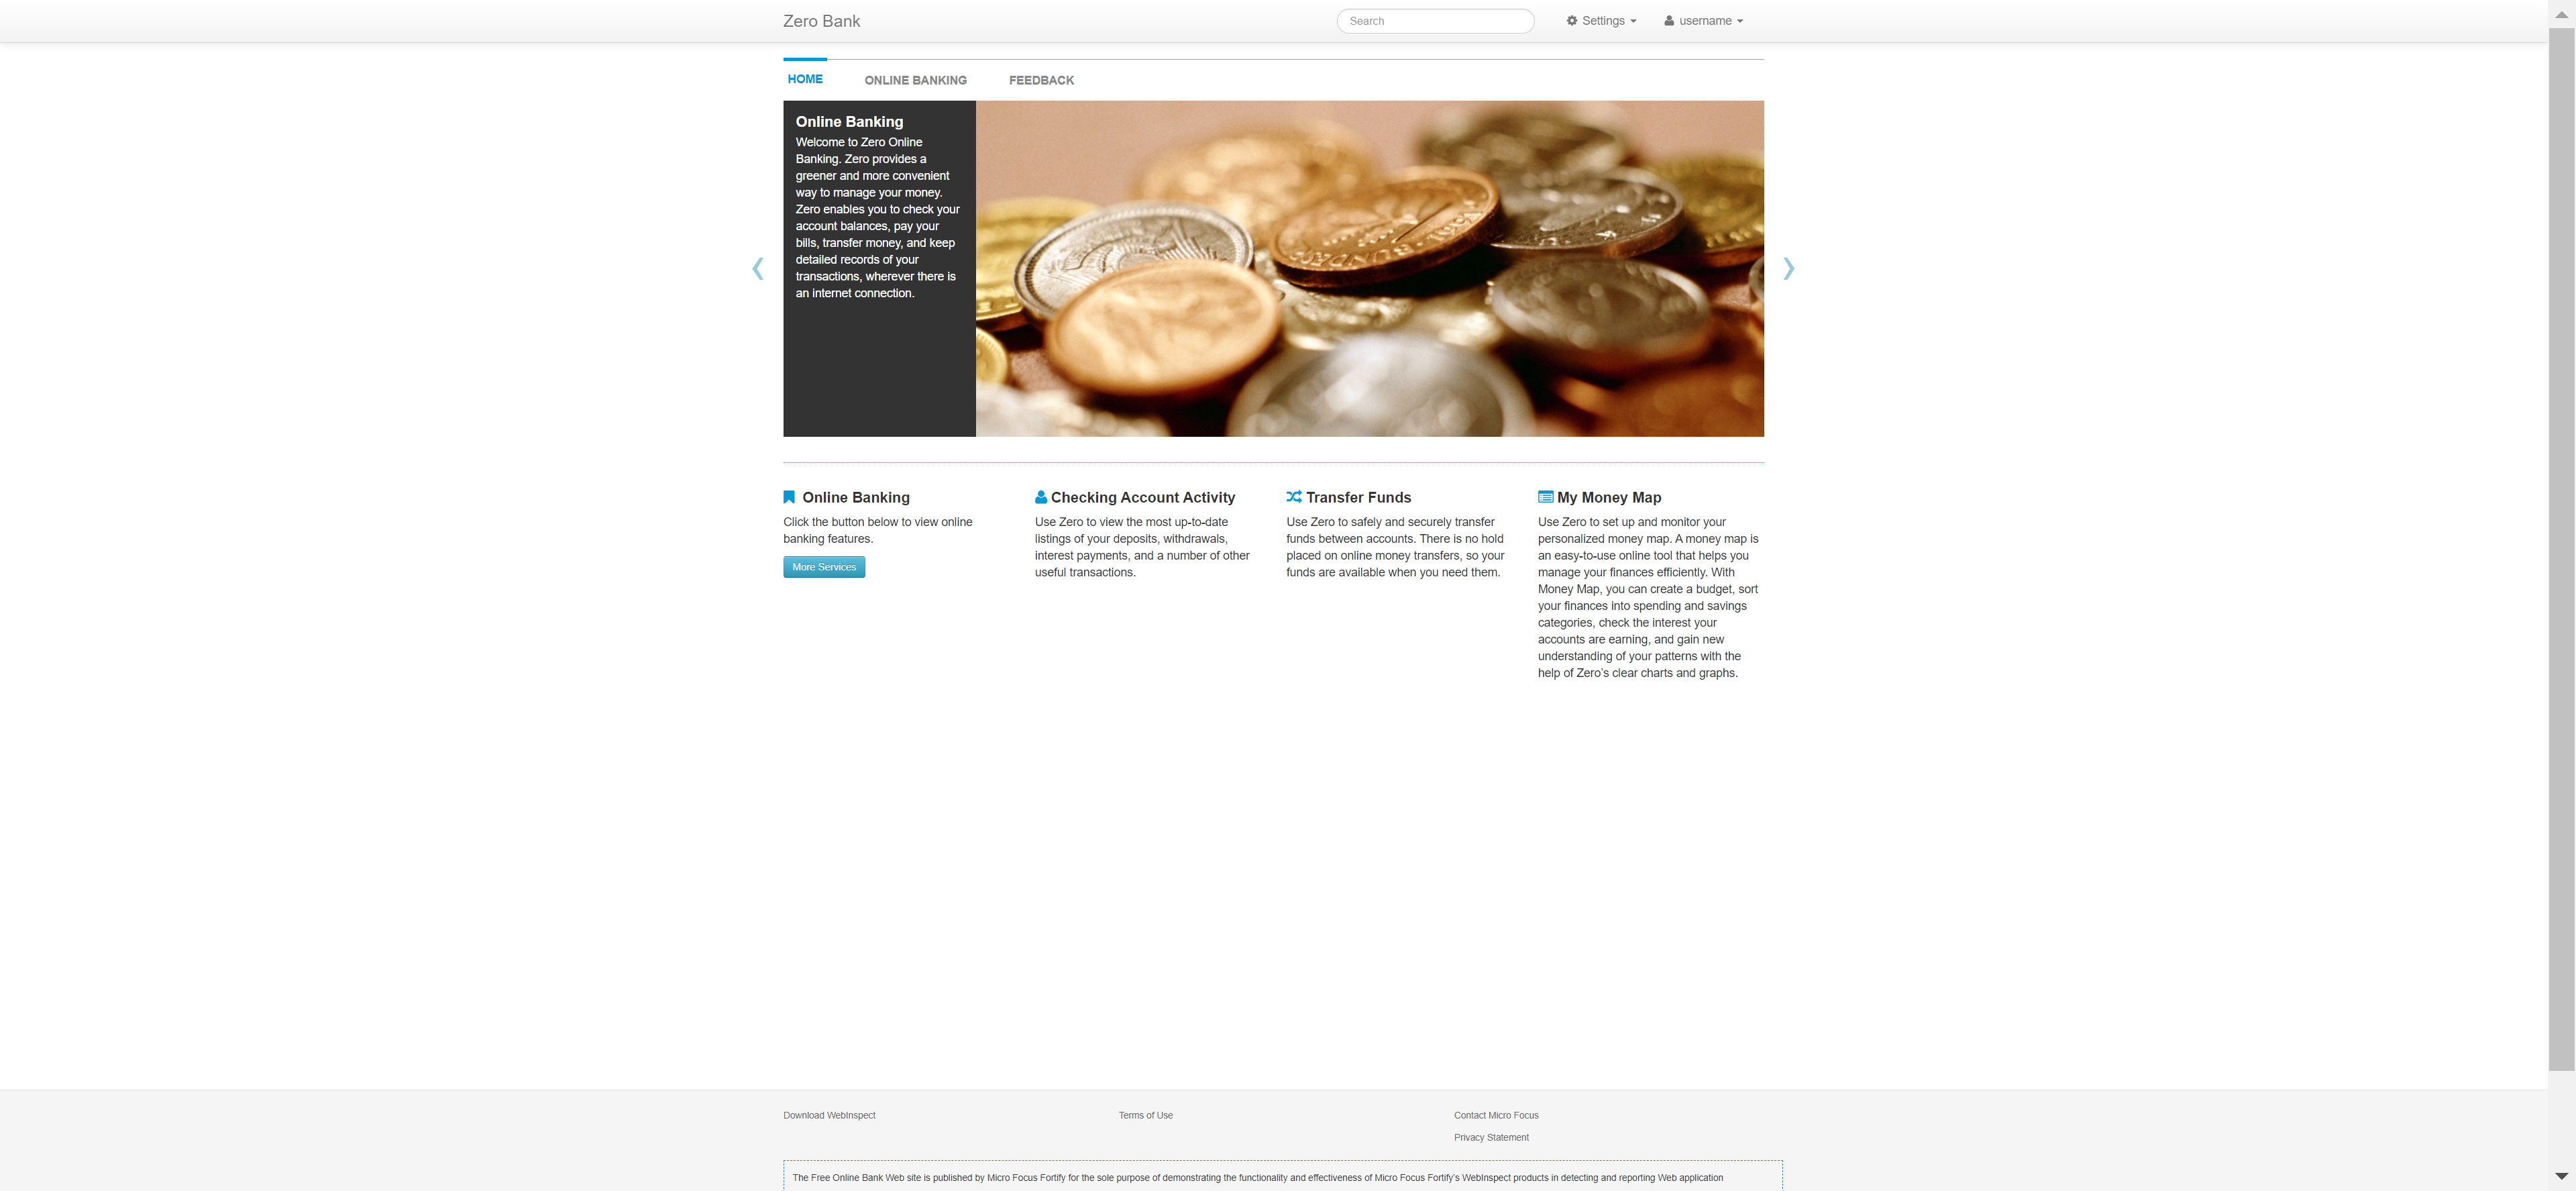 Zero Bank
Search
Settings
username
HOME
ONLINE BANKING
FEEDBACK
Online Banking
Welcome to Zero Online
Banking. Zero provides a
greener and more convenient
way to manage your money.
Zero enables you to check your
account balances, pay your
bills, transfer money, and keep
detailed records of your
transactions, wherever there is
an internet connection.
Online Banking
Click the button below to view online
banking features.
More Services
Checking Account Activity
Use Zero to view the most up-to-date
listings of your deposits, withdrawals,
interest payments, and a number of other
useful transactions.
Transfer Funds
Use Zero to safely and securely transfer
funds between accounts. There is no hold
placed on online money transfers, so your
funds are available when you need them.
My Money Map
Use Zero to set up and monitor your
personalized money map. A money map is
an easy-to-use online tool that helps you
manage your finances efficiently. With
Money Map, you can create a budget, sort
your finances into spending and savings
categories, check the interest your
accounts are earning, and gain new
understanding of your patterns with the
help of Zero's clear charts and graphs.
Download WebInspect
Terms of Use
Contact Micro Focus
Privacy Statement
The Free Online Bank Web site is published by Micro Focus Fortify for the sole purpose of demonstrating the functionality and effectiveness of Micro Focus Fortify's WebInspect products in detecting and reporting Web application